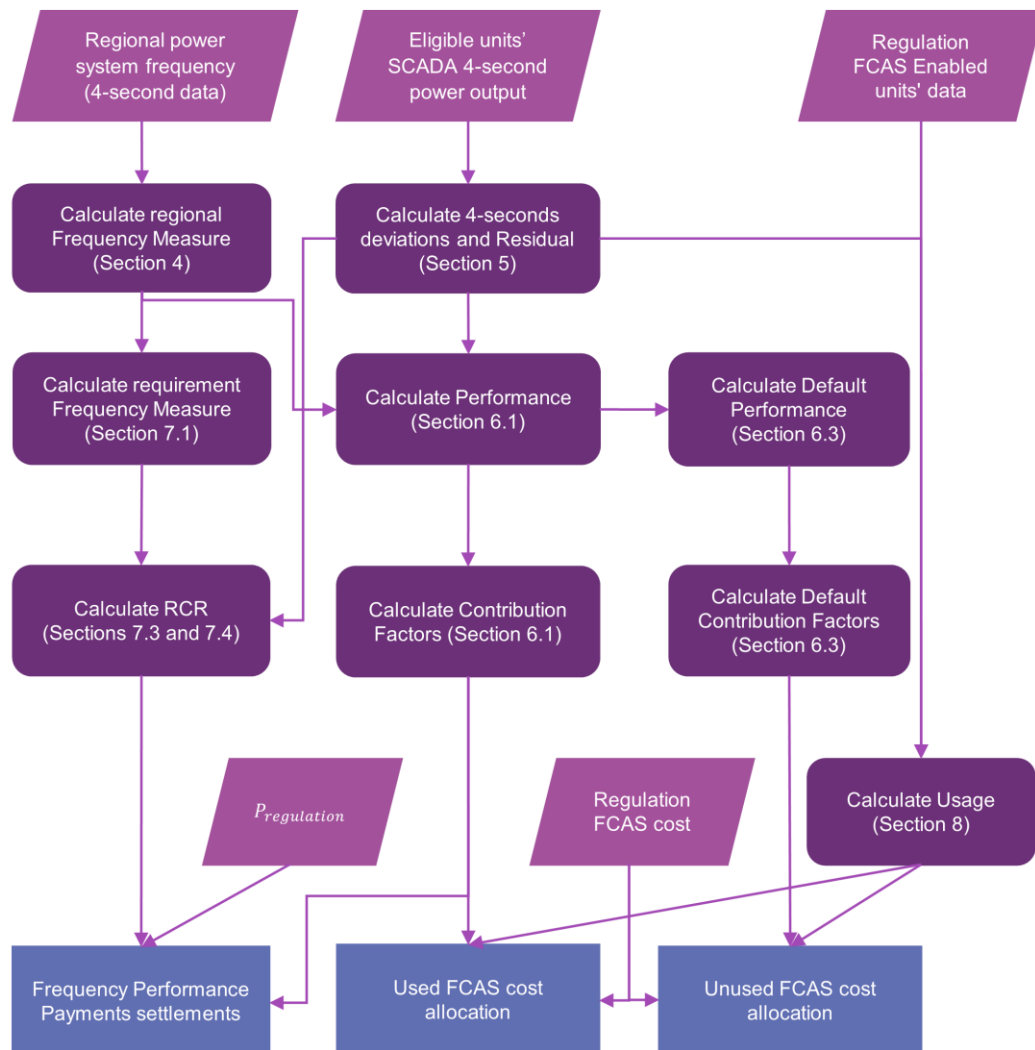 Regional power
system frequency
(4-second data)
Eligible units'
SCADA 4-second
power output
Regulation
FCAS Enabled
units' data
Calculate regional
Frequency Measure
(Section 4)
Calculate 4-seconds
deviations and Residual
(Section 5)
Calculate requirement
Frequency Measure
(Section 7.1)
Calculate Performance
(Section 6.1)
Calculate Default
Performance
(Section 6.3)
Calculate RCR
(Sections 7.3 and 7.4)
Calculate Contribution
Factors (Section 6.1)
Calculate Default
Contribution Factors
(Section 6.3)
P_regulation
Regulation
FCAS cost
Calculate Usage
(Section 8)
Frequency Performance
Payments settlements
Used FCAS cost
allocation
Unused FCAS cost
allocation